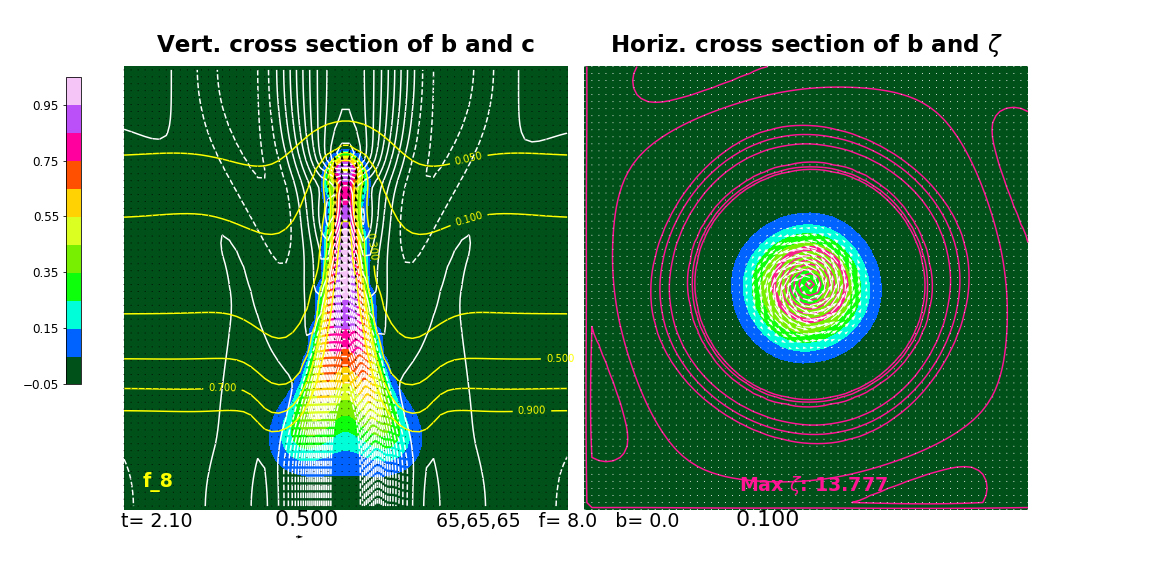 Vert. cross section of b and c
Horiz. cross section of b and ζ
0.95
0.75
0.55
0.35
0.15
−0.05
0.050
0.100
0.500
0.700
0.900
f_8
Max ζ: 13.777
t= 2.10
0.500
65,65,65
f= 8.0
b= 0.0
0.100